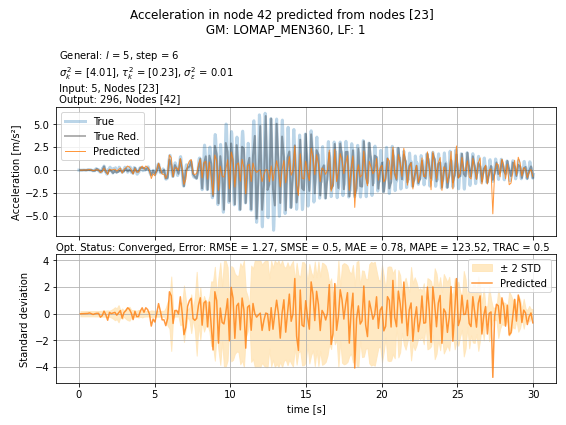 Acceleration in node 42 predicted from nodes [23]
GM: LOMAP_MEN360, LF: 1
General: l = 5, step = 6
σ²ₖ = [4.01], τ²ₖ = [0.23], σ²ε = 0.01
Input: 5, Nodes [23]
Output: 296, Nodes [42]
True
True Red.
Predicted
Acceleration [m/s²]
5.0
2.5
0.0
−2.5
−5.0
Opt. Status: Converged, Error: RMSE = 1.27, SMSE = 0.5, MAE = 0.78, MAPE = 123.52, TRAC = 0.5
± 2 STD
Predicted
Standard deviation
4
2
0
−2
−4
0 5 10 15 20 25 30
time [s]